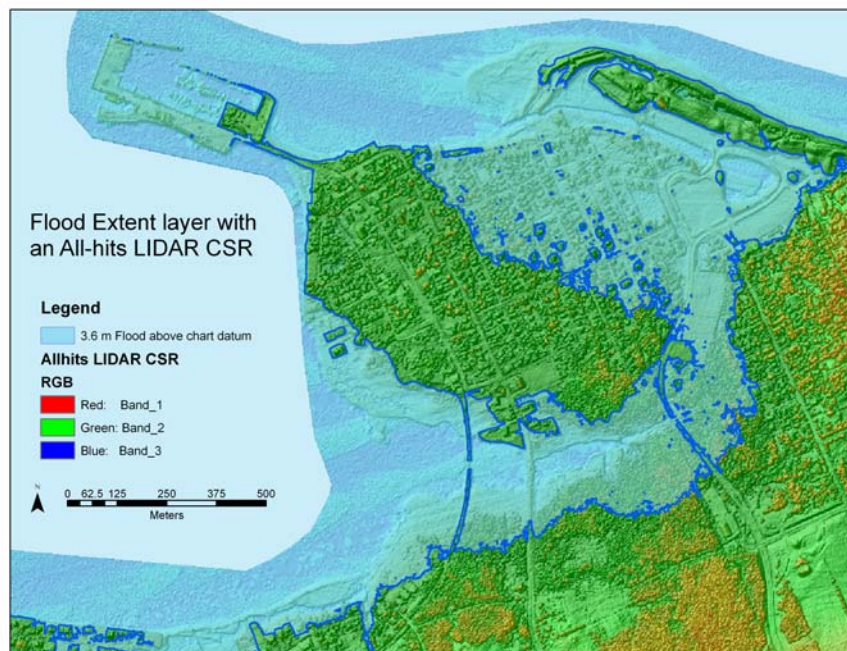 Flood Extent layer with
an All-hits LIDAR CSR
Legend
3.6 m Flood above chart datum
Allhits LIDAR CSR
RGB
Red: Band_1
Green: Band_2
Blue: Band_3
N
0 62.5 125 250 375 500
Meters